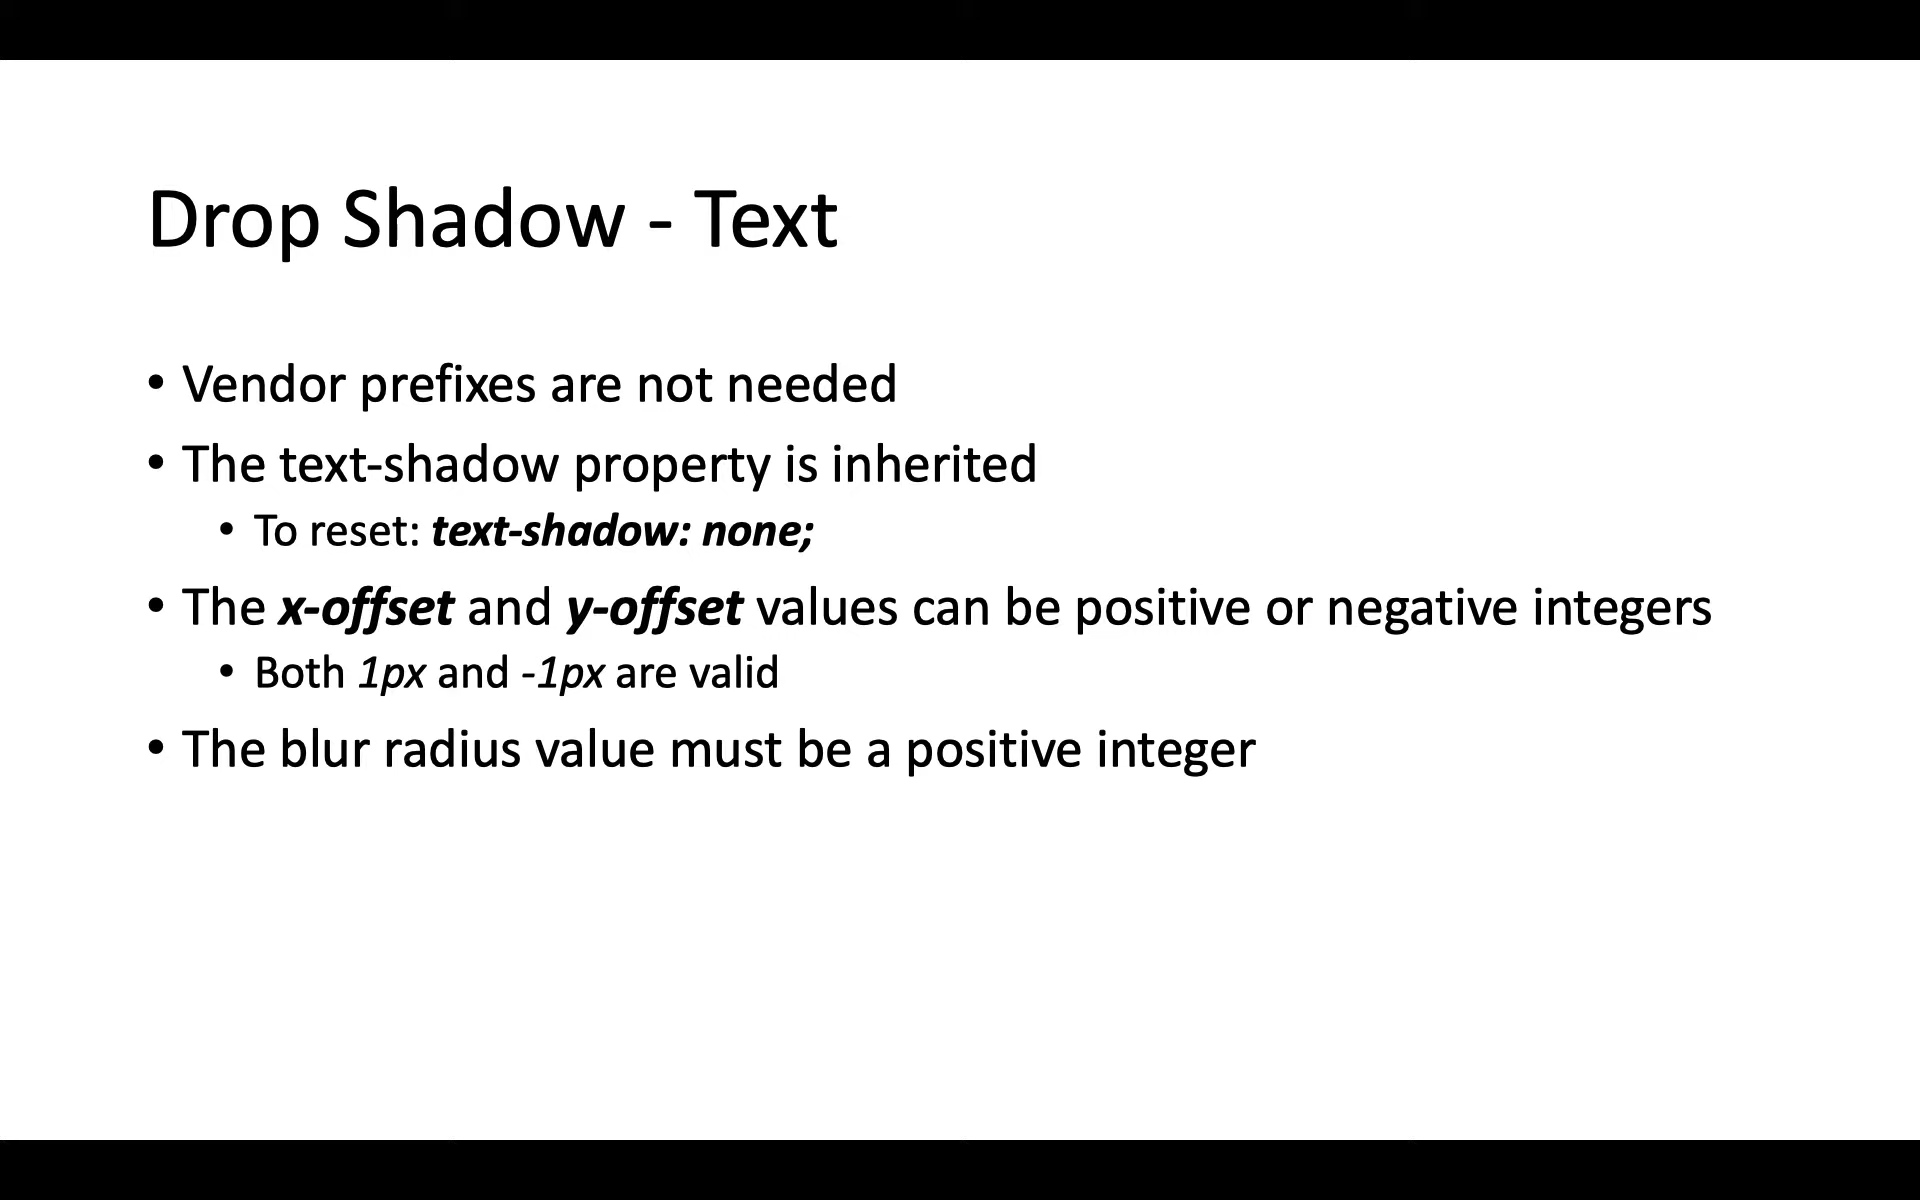 Drop Shadow - Text
• Vendor prefixes are not needed
• The text-shadow property is inherited
• To reset: text-shadow: none;
• The x-offset and y-offset values can be positive or negative integers
• Both 1px and -1px are valid
• The blur radius value must be a positive integer